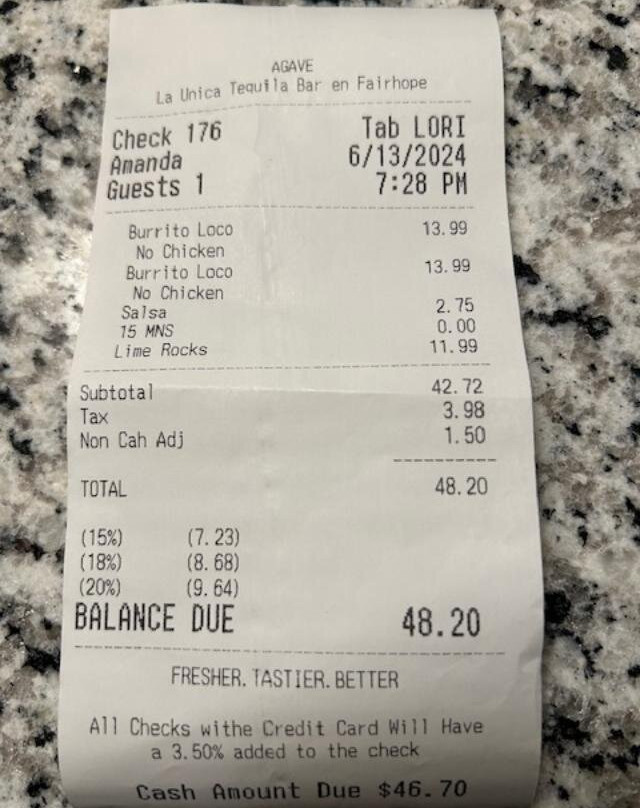 AGAVE
La Unica Tequila Bar en Fairhope
Check 176 Tab LORI
Amanda 6/13/2024
Guests 1 7:28 PM
Burrito Loco 13.99
No Chicken
Burrito Loco 13.99
No Chicken
Salsa 2.75
15 MNS 0.00
Lime Rocks 11.99
Subtotal 42.72
Tax 3.98
Non Cah Adj 1.50
TOTAL 48.20
(15%) (7.23)
(18%) (8.68)
(20%) (9.64)
BALANCE DUE 48.20
FRESHER.TASTIER.BETTER
All Checks withe Credit Card Will Have
a 3.50% added to the check
Cash Amount Due $46.70